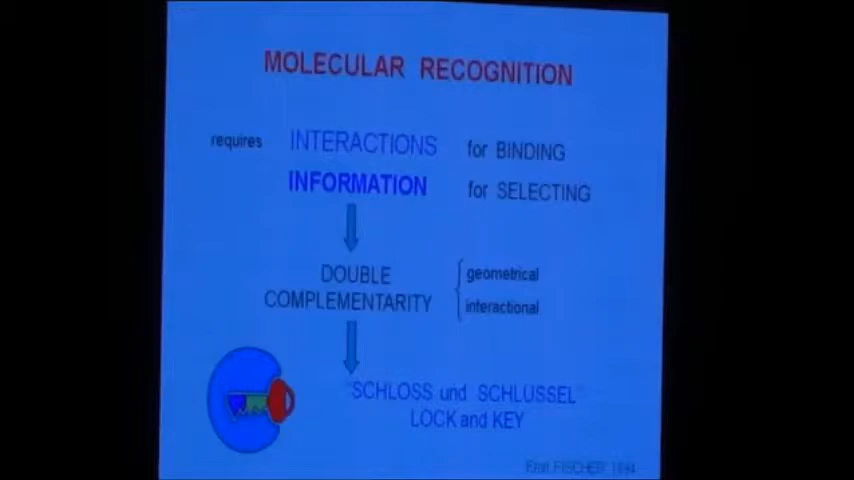 MOLECULAR RECOGNITION
requires INTERACTIONS for BINDING
INFORMATION for SELECTING
DOUBLE
COMPLEMENTARITY
geometrical
interactional
"SCHLOSS und SCHLÜSSEL"
LOCK and KEY
Emil FISCHER 1894